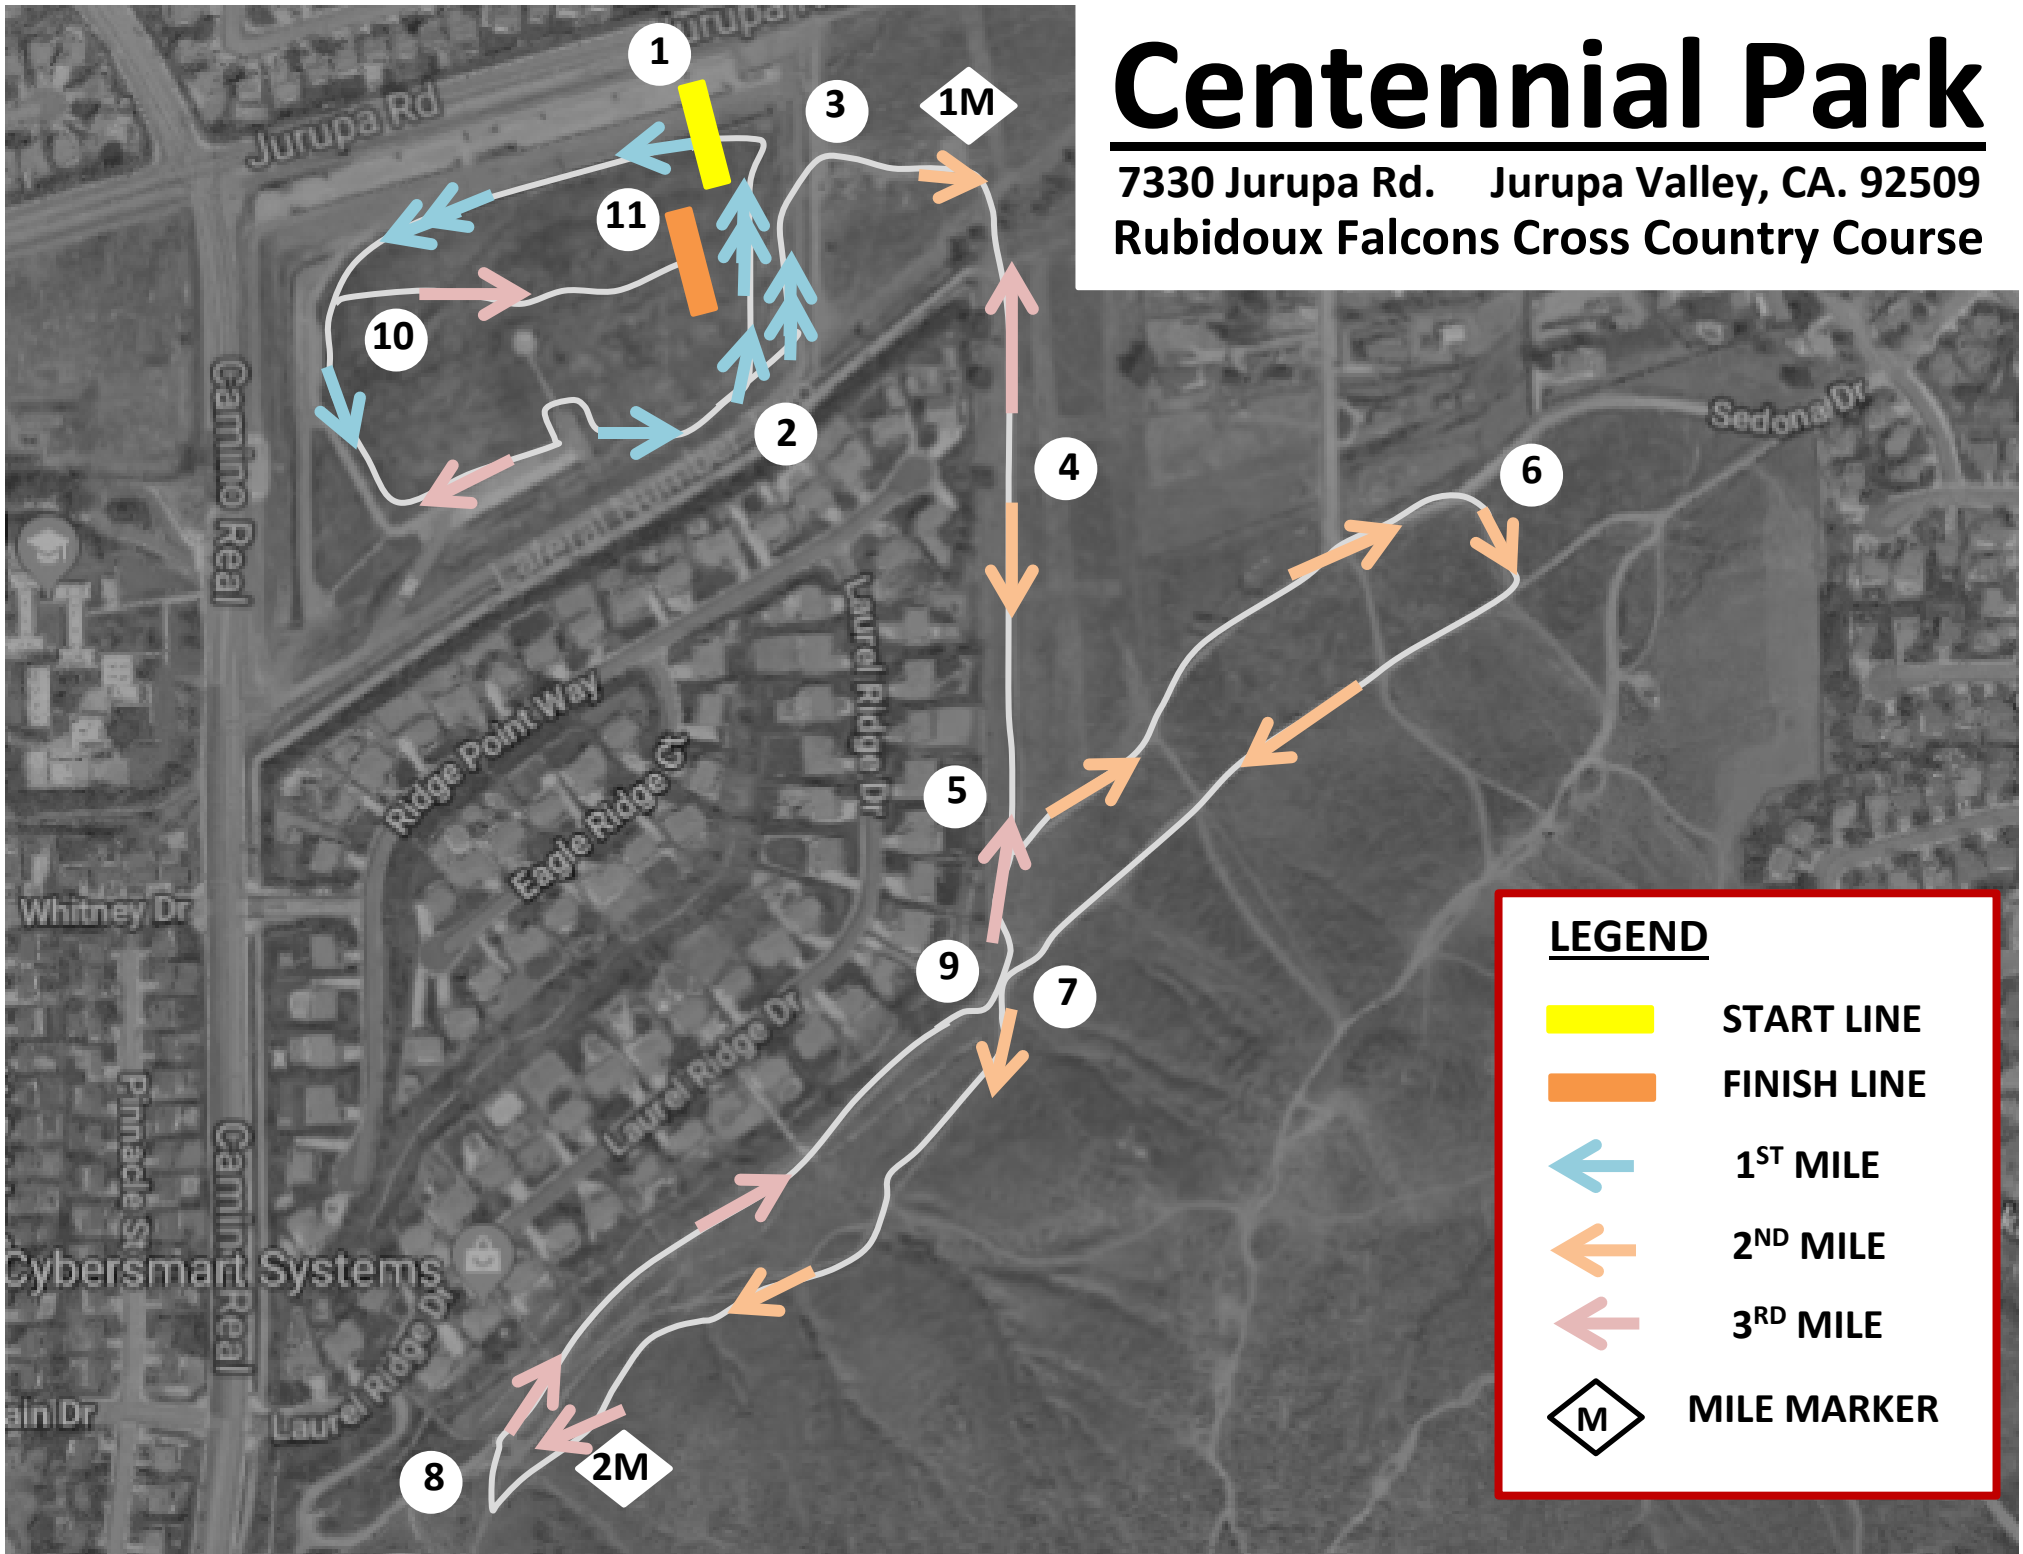 Centennial Park
7330 Jurupa Rd. Jurupa Valley, CA. 92509
Rubidoux Falcons Cross Country Course
Jurupa Rd
1
3
1M
11
10
2
4
6
5
9
7
8
2M
Camino Real
Sedona Dr
Laurel Ridge Dr
Ridge Point Way
Eagle Ridge Ct
Whitney Dr
Laurel Ridge Dr
Pinnacle St
Camino Real
Cybersmart Systems
Laurel Ridge Dr
ain Dr
LEGEND
START LINE
FINISH LINE
1ST MILE
2ND MILE
3RD MILE
M MILE MARKER